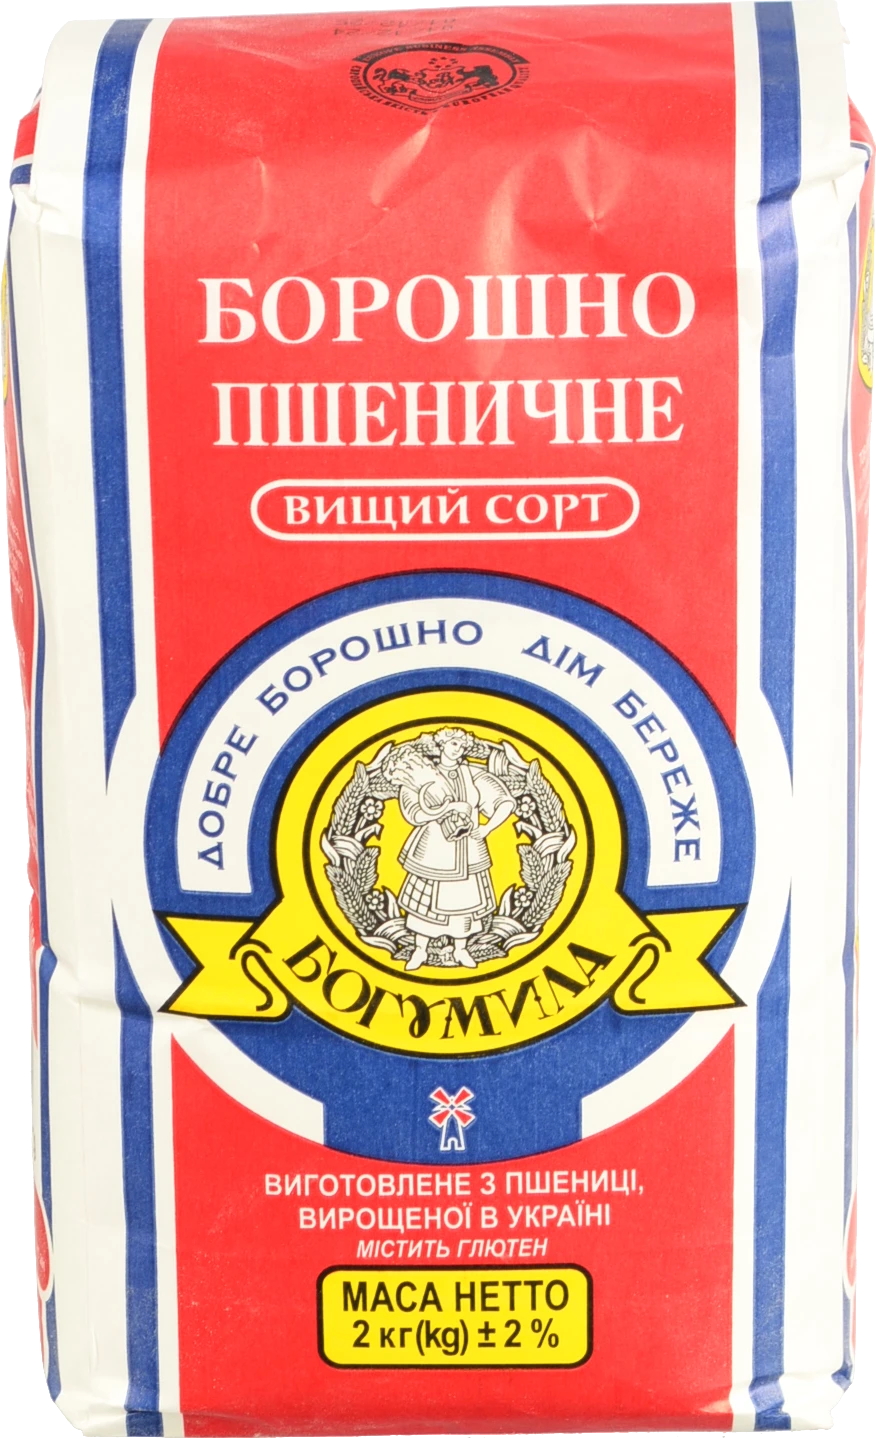 БОРОШНО
ПШЕНИЧНЕ
ВИЩИЙ СОРТ
ДОБРЕ БОРОШНО ДІМ БЕРЕЖЕ
БОГУМИЛА
ВИГОТОВЛЕНЕ З ПШЕНИЦІ,
ВИРОЩЕНОЇ В УКРАЇНІ
МІСТИТЬ ГЛЮТЕН
МАСА НЕТТО
2 кг(kg) ± 2 %